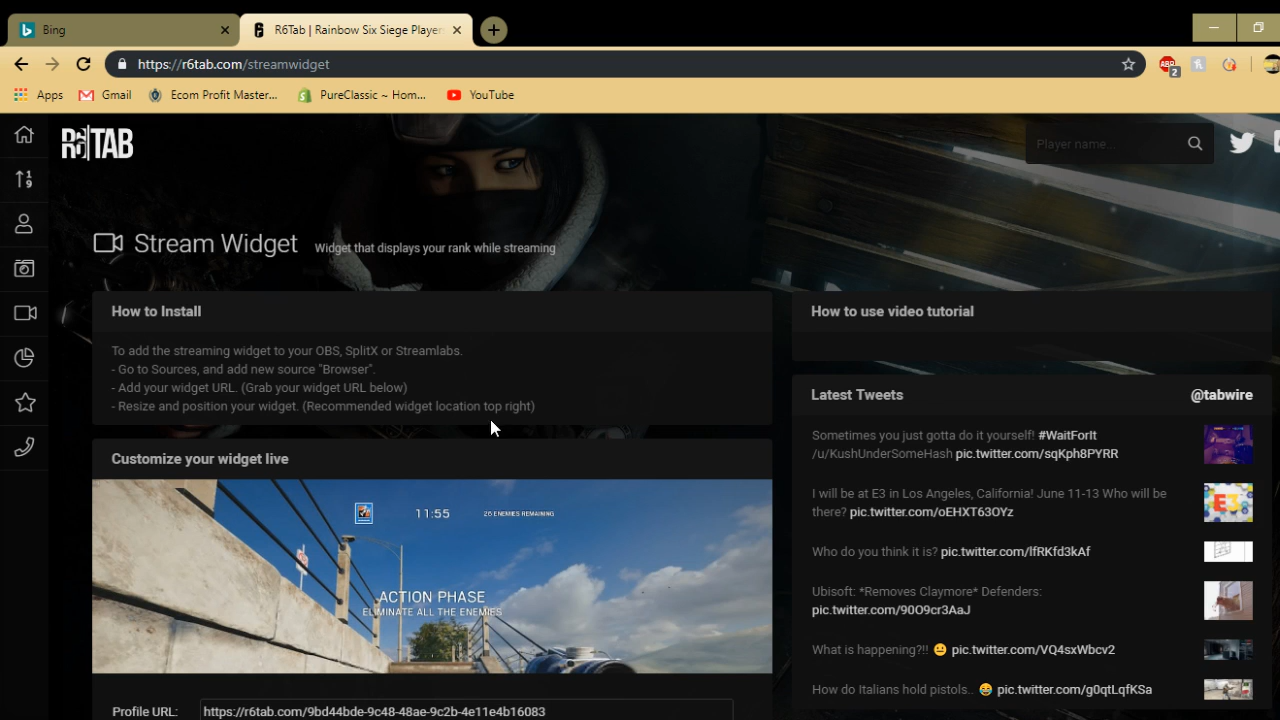 Bing
R6Tab | Rainbow Six Siege Player
https://r6tab.com/streamwidget
ABP
2
Apps
Gmail
Ecom Profit Master...
PureClassic ~ Hom...
YouTube
R6TAB
Player name...
Stream Widget
Widget that displays your rank while streaming
How to Install
To add the streaming widget to your OBS, SplitX or Streamlabs.
- Go to Sources, and add new source "Browser".
- Add your widget URL. (Grab your widget URL below)
- Resize and position your widget. (Recommended widget location top right)
Customize your widget live
11:55
26 ENEMIES REMAINING
ACTION PHASE
ELIMINATE ALL THE ENEMIES
Profile URL:
https://r6tab.com/9bd44bde-9c48-48ae-9c2b-4e11e4b16083
How to use video tutorial
Latest Tweets
@tabwire
Sometimes you just gotta do it yourself! #WaitForIt
/u/KushUnderSomeHash pic.twitter.com/sqKph8PYRR
I will be at E3 in Los Angeles, California! June 11-13 Who will be
there? pic.twitter.com/oEHXT63OYz
E3
Who do you think it is? pic.twitter.com/lfRKfd3kAf
Ubisoft: *Removes Claymore* Defenders:
pic.twitter.com/90O9cr3AaJ
What is happening?!! 😐 pic.twitter.com/VQ4sxWbcv2
How do Italians hold pistols.. 😂 pic.twitter.com/g0qtLqfKSa